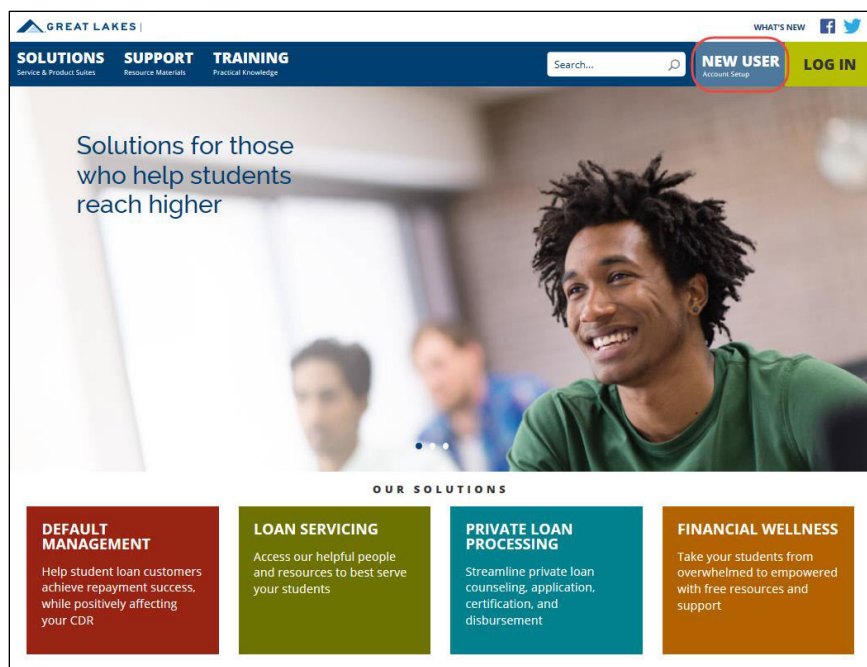 GREAT LAKES
WHAT'S NEW
SOLUTIONS
Service & Product Suites
SUPPORT
Resource Materials
TRAINING
Practical Knowledge
Search...
NEW USER
Account Setup
LOG IN
Solutions for those
who help students
reach higher
OUR SOLUTIONS
DEFAULT
MANAGEMENT
Help student loan customers
achieve repayment success,
while positively affecting
your CDR
LOAN SERVICING
Access our helpful people
and resources to best serve
your students
PRIVATE LOAN
PROCESSING
Streamline private loan
counseling, application,
certification, and
disbursement
FINANCIAL WELLNESS
Take your students from
overwhelmed to empowered
with free resources and
support